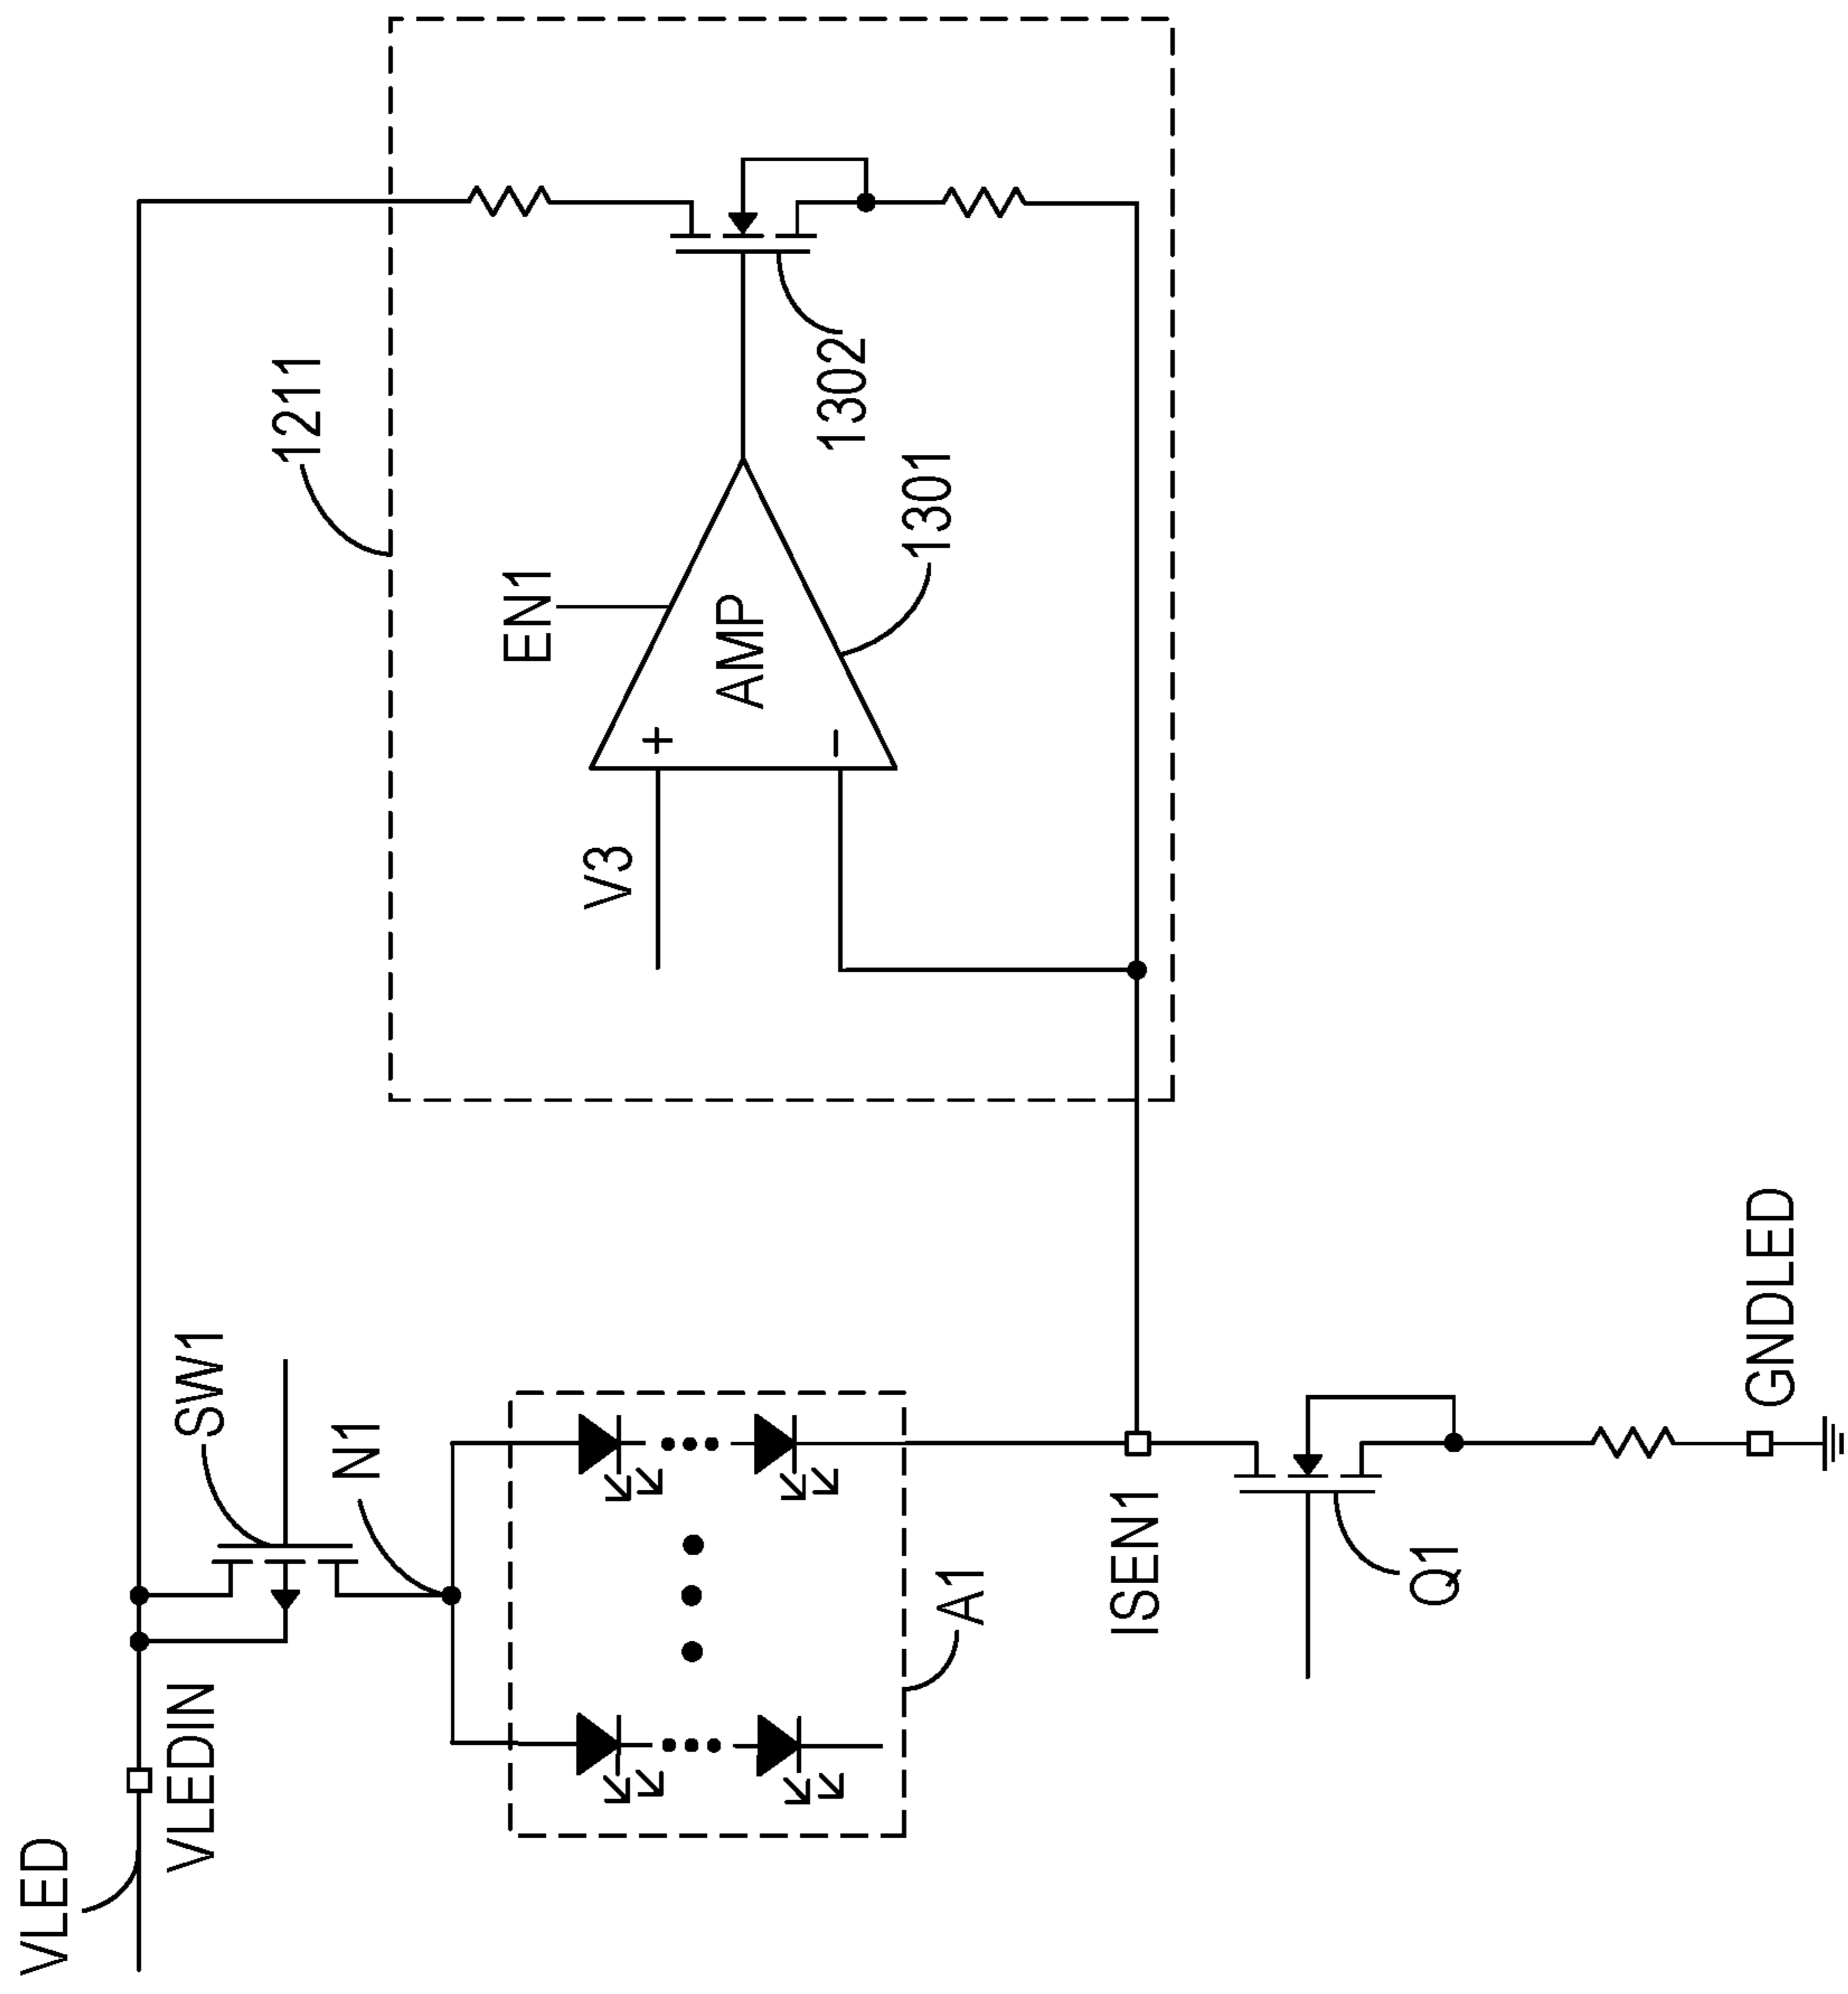 VLED
VLEDIN
SW1
N1
A1
ISEN1
Q1
GNDLED
1211
EN1
V3
+
−
AMP
1301
1302